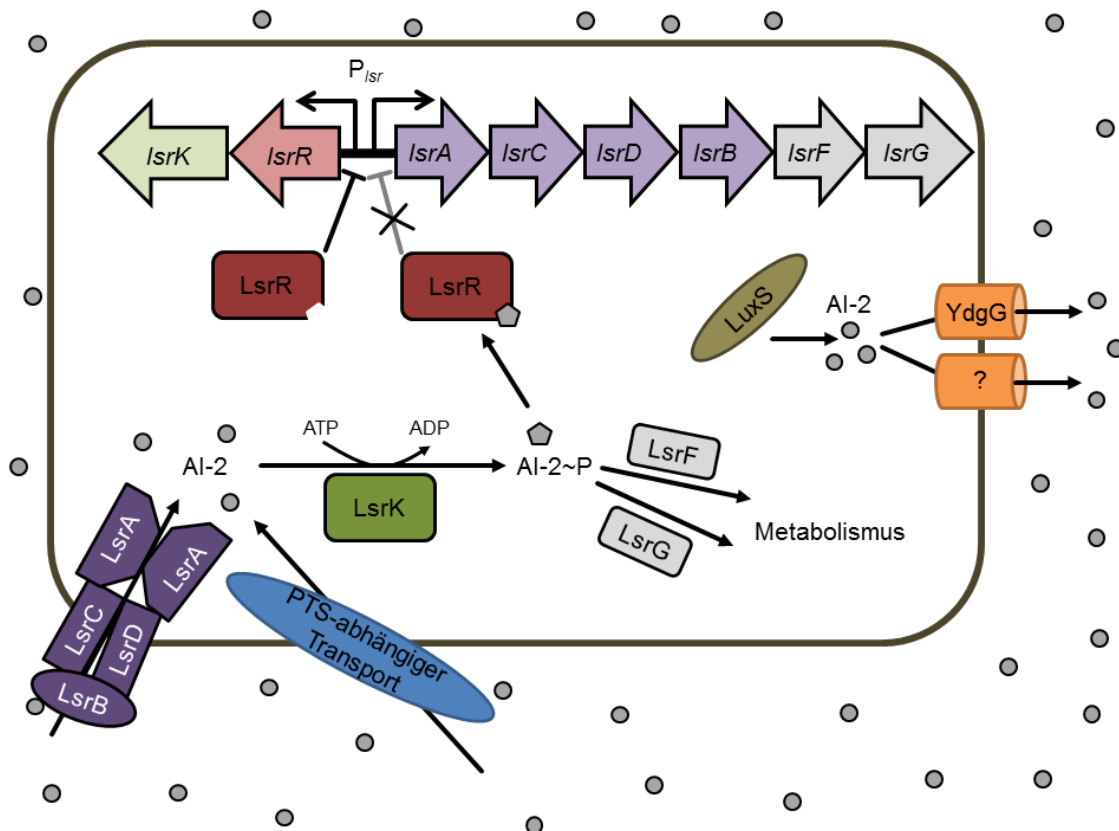 Plsr
lsrK
lsrR
lsrA
lsrC
lsrD
lsrB
lsrF
lsrG
LsrR
LsrR
LuxS
AI-2
YdgG
?
ATP
ADP
AI-2
LsrK
AI-2~P
LsrF
LsrG
Metabolismus
LsrA
LsrA
LsrC
LsrD
LsrB
PTS-abhängiger
Transport